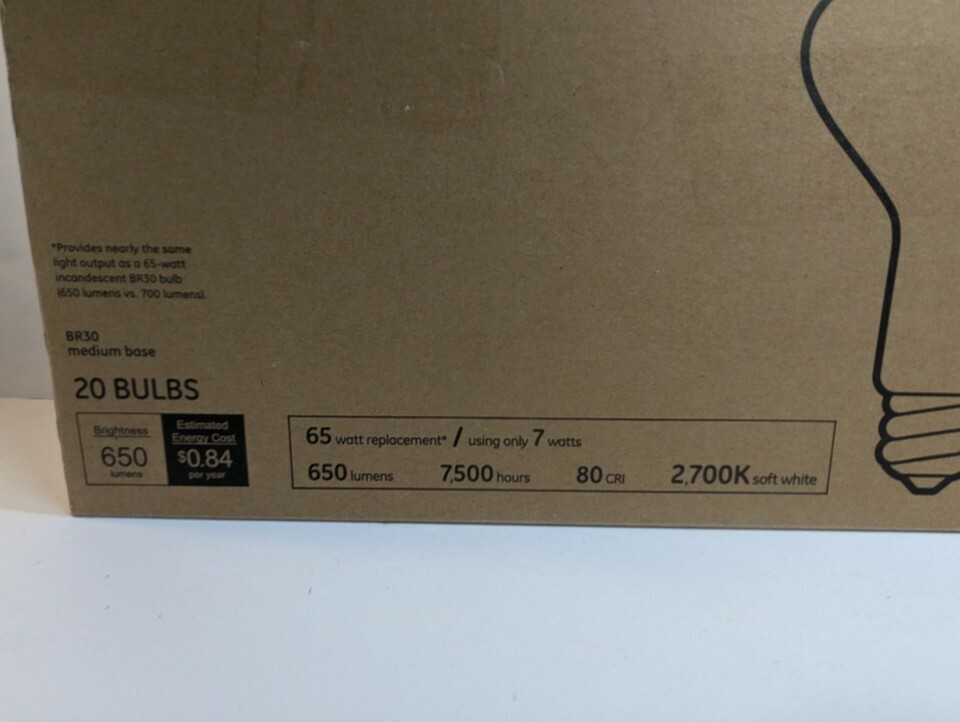 *Provides nearly the same
light output as a 65-watt
incandescent BR30 bulb
(650 lumens vs. 700 lumens).
BR30
medium base
20 BULBS
Brightness
650
lumens
Estimated
Energy Cost
$0.84
per year
65 watt replacement* / using only 7 watts
650 lumens 7,500 hours 80 CRI 2,700K soft white